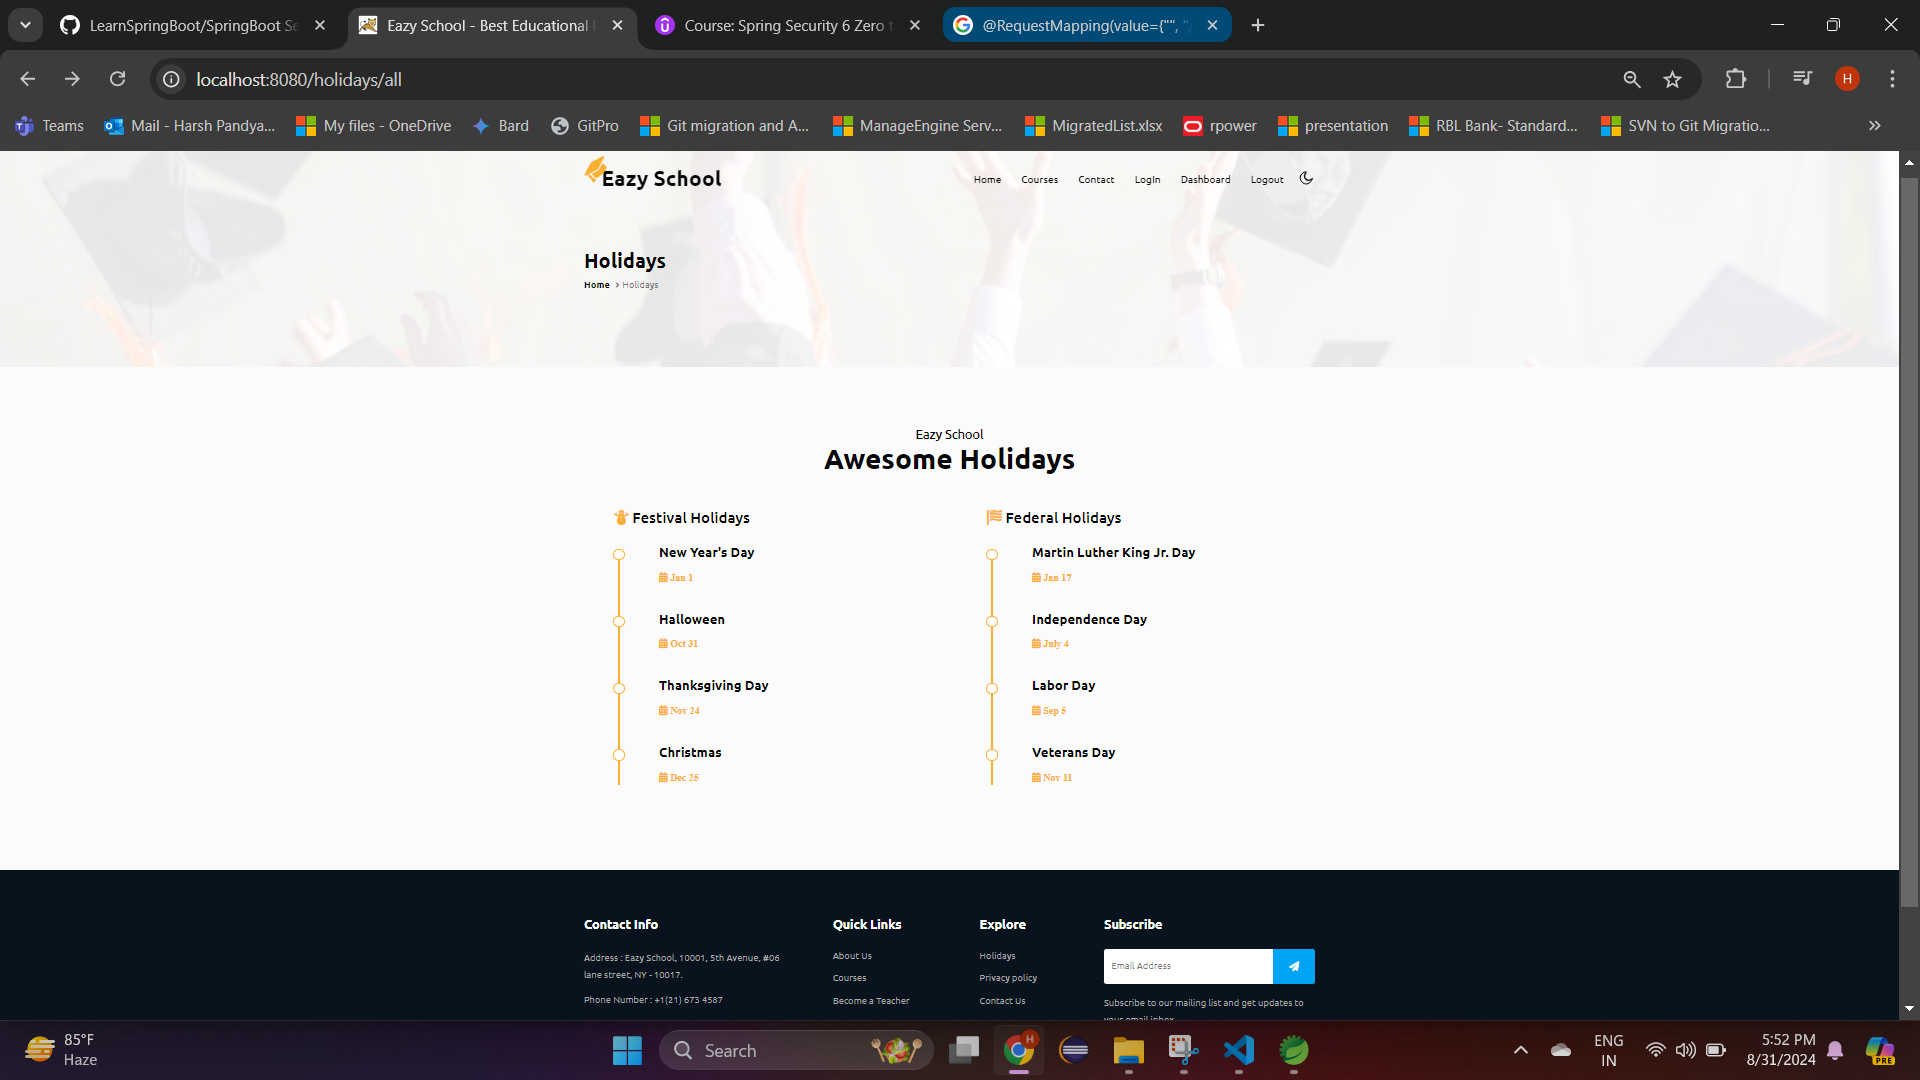 LearnSpringBoot/SpringBoot Se
Eazy School - Best Educational
Course: Spring Security 6 Zero t
@RequestMapping(value={"", "
localhost:8080/holidays/all
H
Teams
Mail - Harsh Pandya...
My files - OneDrive
Bard
GitPro
Git migration and A...
ManageEngine Serv...
MigratedList.xlsx
rpower
presentation
RBL Bank- Standard...
SVN to Git Migratio...
Eazy School
Home
Courses
Contact
LogIn
Dashboard
Logout
Holidays
Home > Holidays
Eazy School
Awesome Holidays
Festival Holidays
New Year's Day
Jan 1
Halloween
Oct 31
Thanksgiving Day
Nov 24
Christmas
Dec 25
Federal Holidays
Martin Luther King Jr. Day
Jan 17
Independence Day
July 4
Labor Day
Sep 5
Veterans Day
Nov 11
Contact Info
Address : Eazy School, 10001, 5th Avenue, #06
lane street, NY - 10017.
Phone Number : +1(21) 673 4587
Quick Links
About Us
Courses
Become a Teacher
Explore
Holidays
Privacy policy
Contact Us
Subscribe
Email Address
Subscribe to our mailing list and get updates to
your email inbox
85°F
Haze
Search
H
ENG
IN
5:52 PM
8/31/2024
PRE